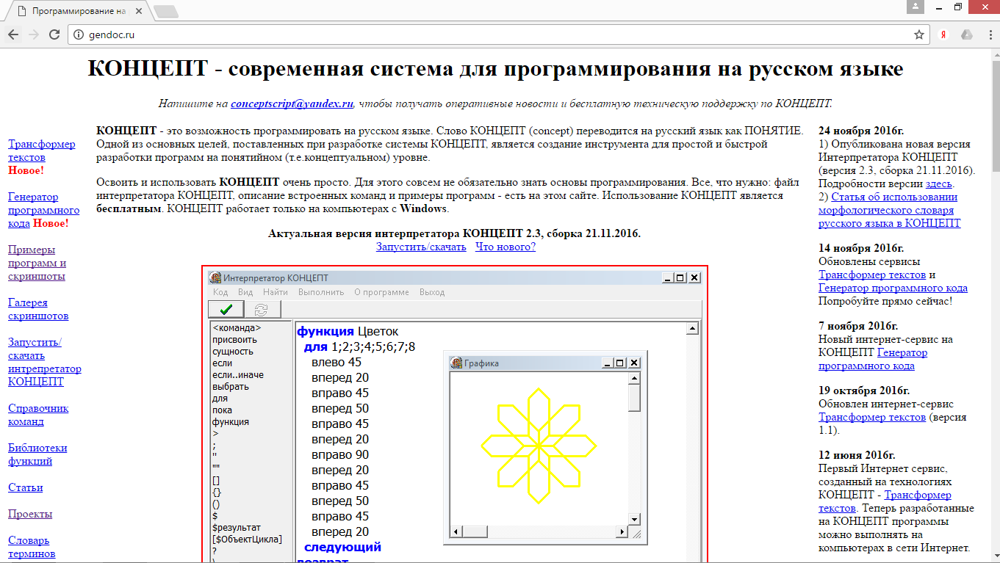 Программирование на
gendoc.ru
КОНЦЕПТ - современная система для программирования на русском языке
Напишите на conceptscript@yandex.ru, чтобы получать оперативные новости и бесплатную техническую поддержку по КОНЦЕПТ.
Трансформер
текстов
Новое!
Генератор
программного
кода Новое!
Примеры
программ и
скриншоты
Галерея
скриншотов
Запустить/
скачать
интрепретатор
КОНЦЕПТ
Справочник
команд
Библиотеки
функций
Статьи
Проекты
Словарь
терминов
КОНЦЕПТ - это возможность программировать на русском языке. Слово КОНЦЕПТ (concept) переводится на русский язык как ПОНЯТИЕ.
Одной из основных целей, поставленных при разработке системы КОНЦЕПТ, является создание инструмента для простой и быстрой
разработки программ на понятийном (т.е.концептуальном) уровне.
Освоить и использовать КОНЦЕПТ очень просто. Для этого совсем не обязательно знать основы программирования. Все, что нужно: файл
интерпретатора КОНЦЕПТ, описание встроенных команд и примеры программ - есть на этом сайте. Использование КОНЦЕПТ является
бесплатным. КОНЦЕПТ работает только на компьютерах с Windows.
Актуальная версия интерпретатора КОНЦЕПТ 2.3, сборка 21.11.2016.
Запустить/скачать Что нового?
Интерпретатор КОНЦЕПТ
Код Вид Найти Выполнить О программе Выход
<команда>
присвоить
сущность
если
если..иначе
выбрать
для
пока
функция
>
;
"
""
[]
{}
()
$
$результат
[$ОбъектЦикла]
?
\
функция Цветок
для 1;2;3;4;5;6;7;8
влево 45
вперед 20
вправо 45
вперед 50
вправо 45
вперед 20
вправо 90
вперед 20
вправо 45
вперед 50
вправо 45
вперед 20
следующий
возврат
Графика
24 ноября 2016г.
1) Опубликована новая версия
Интерпретатора КОНЦЕПТ
(версия 2.3, сборка 21.11.2016).
Подробности версии здесь.
2) Статья об использовании
морфологического словаря
русского языка в КОНЦЕПТ
14 ноября 2016г.
Обновлены сервисы
Трансформер текстов и
Генератор программного кода
Попробуйте прямо сейчас!
7 ноября 2016г.
Новый интернет-сервис на
КОНЦЕПТ Генератор
программного кода
19 октября 2016г.
Обновлен интернет-сервис
Трансформер текстов (версия
1.1).
12 июня 2016г.
Первый Интернет сервис,
созданный на технологиях
КОНЦЕПТ - Трансформер
текстов. Теперь разработанные
на КОНЦЕПТ программы
можно выполнять на
компьютерах в сети Интернет.